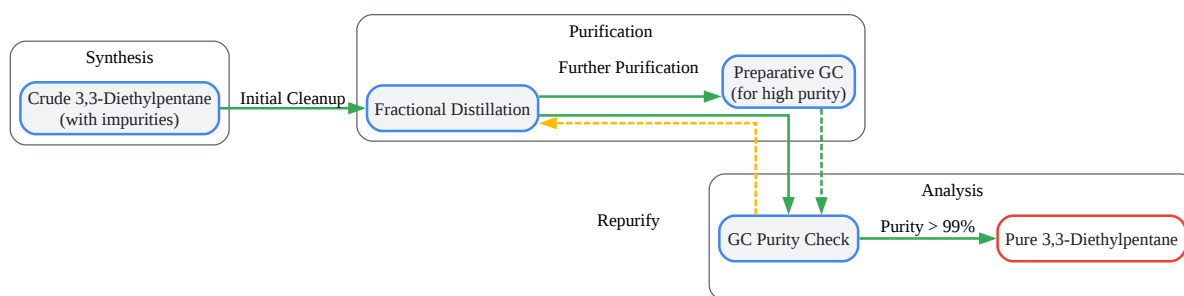 Synthesis
Crude 3,3-Diethylpentane
(with impurities)
Initial Cleanup
Purification
Fractional Distillation
Further Purification
Preparative GC
(for high purity)
Repurify
Analysis
GC Purity Check
Purity > 99%
Pure 3,3-Diethylpentane